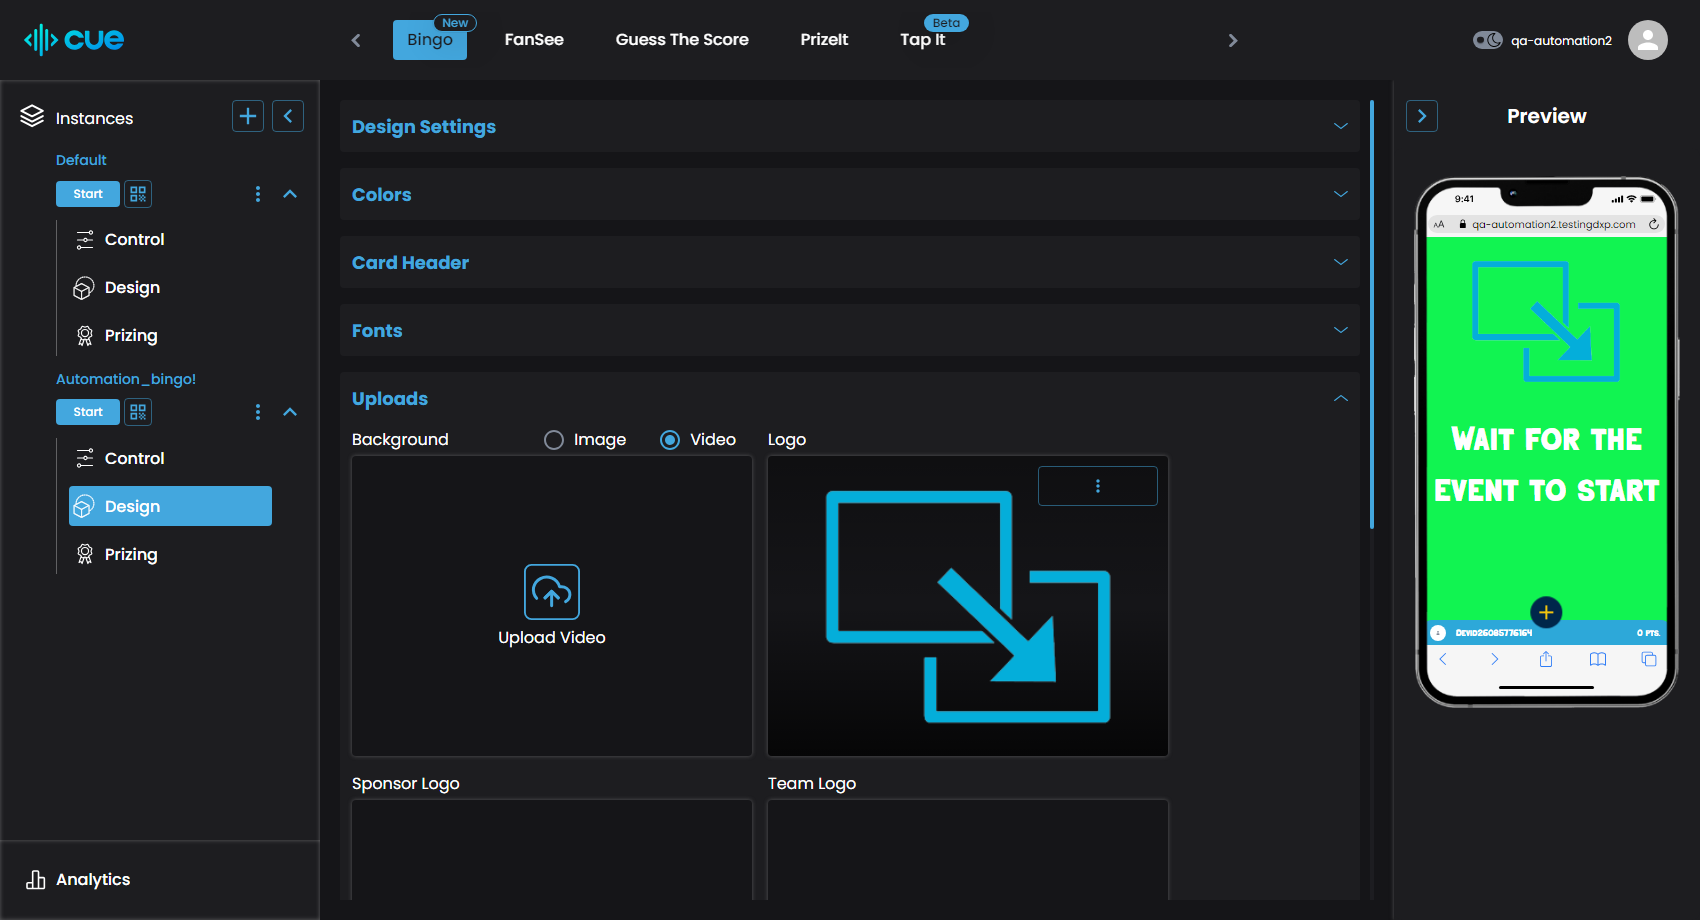 cue
Bingo
New
FanSee
Guess The Score
PrizeIt
Tap It
Beta
qa-automation2
Instances
Default
Start
Control
Design
Prizing
Automation_bingo!
Start
Control
Design
Prizing
Analytics
Design Settings
Colors
Card Header
Fonts
Uploads
Background
Image
Video
Logo
Upload Video
Sponsor Logo
Team Logo
Preview
9:41
AA
qa-automation2.testingdxp.com
WAIT FOR THE
EVENT TO START
0 PTS.